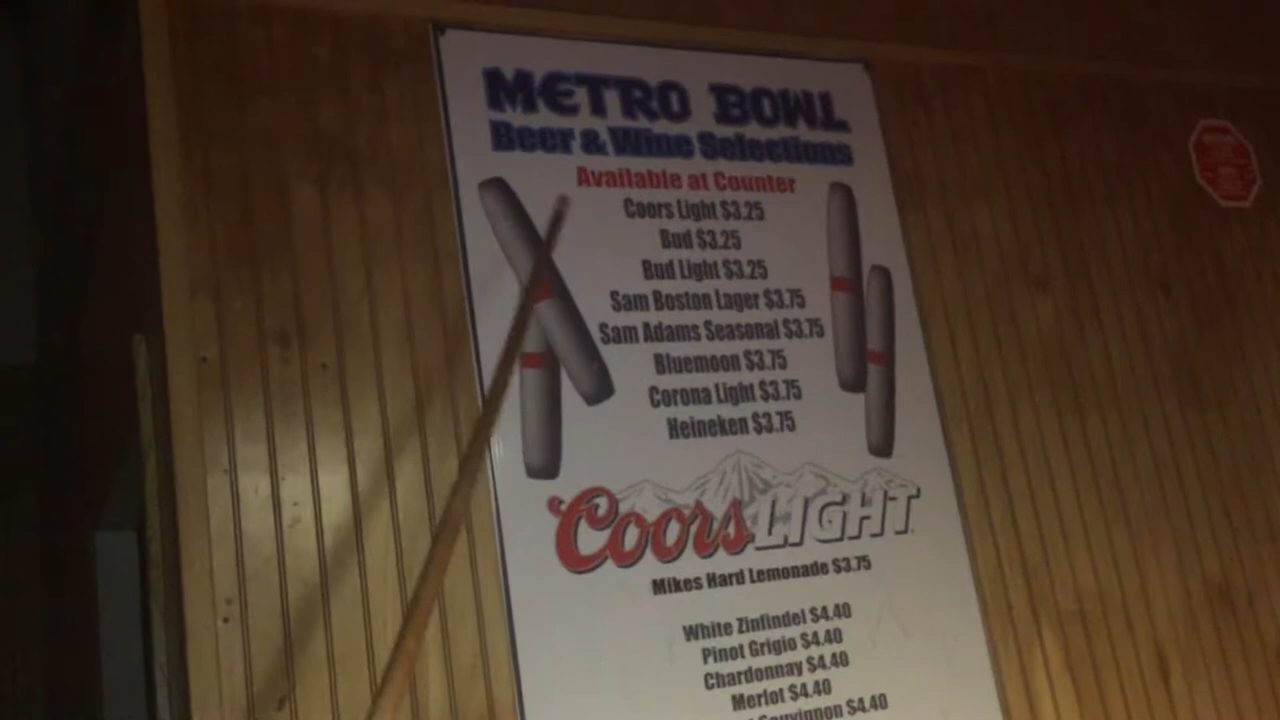 METRO BOWL
Beer & Wine Selections
Available at Counter
Coors Light $3.25
Bud $3.25
Bud Light $3.25
Sam Boston Lager $3.75
Sam Adams Seasonal $3.75
Bluemoon $3.75
Corona Light $3.75
Heineken $3.75
Coors LIGHT
Mikes Hard Lemonade $3.75
White Zinfindel $4.40
Pinot Grigio $4.40
Chardonnay $4.40
Merlot $4.40
Sauvignon $4.40